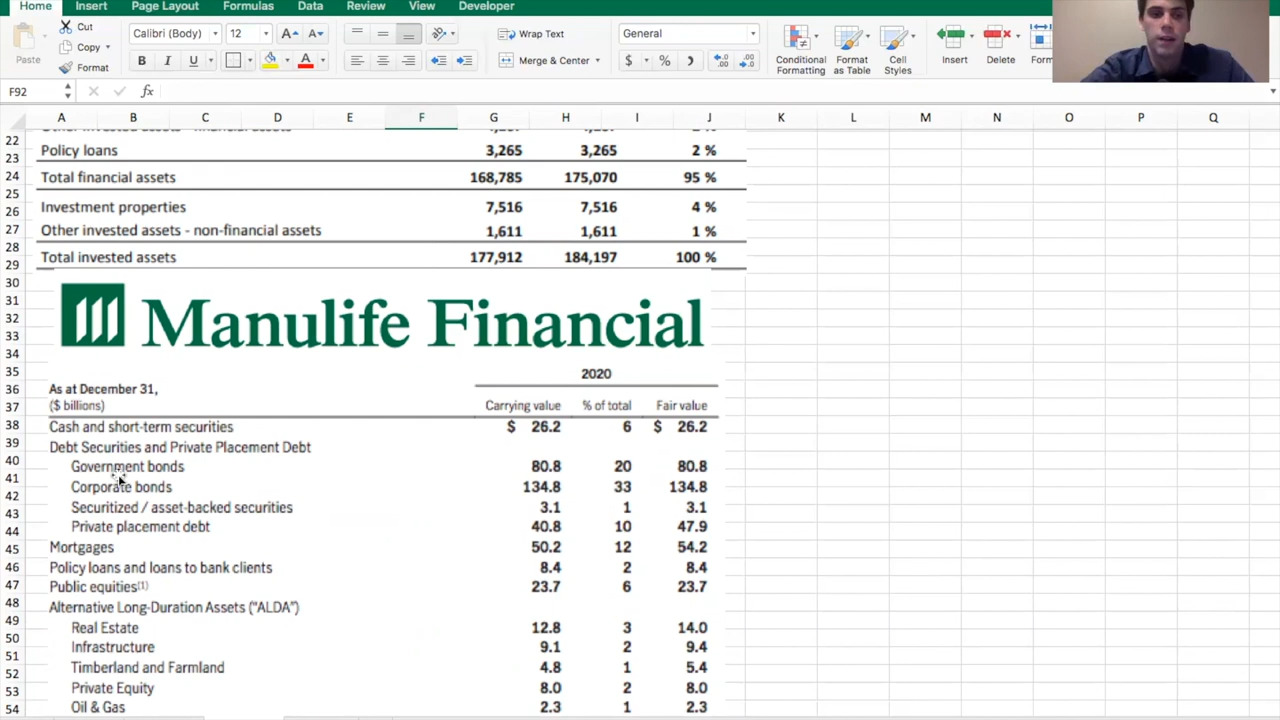 Home Insert Page Layout Formulas Data Review View Developer
Paste Cut Calibri (Body) 12 A A Wrap Text General Conditional Formatting Format as Table Cell Styles Insert Delete
Copy
Format B I U A Merge & Center $ %
F92 fx
A B C D E F G H I J K L M N O P Q
22
23 Policy loans 3,265 3,265 2 %
24 Total financial assets 168,785 175,070 95 %
25
26 Investment properties 7,516 7,516 4 %
27 Other invested assets - non-financial assets 1,611 1,611 1 %
28
29 Total invested assets 177,912 184,197 100 %
30
31
32 Manulife Financial
33
34
35 2020
36 As at December 31,
37 ($ billions) Carrying value % of total Fair value
38 Cash and short-term securities $ 26.2 6 $ 26.2
39 Debt Securities and Private Placement Debt
40 Government bonds 80.8 20 80.8
41 Corporate bonds 134.8 33 134.8
42
43 Securitized / asset-backed securities 3.1 1 3.1
44 Private placement debt 40.8 10 47.9
45 Mortgages 50.2 12 54.2
46 Policy loans and loans to bank clients 8.4 2 8.4
47 Public equities(1) 23.7 6 23.7
48 Alternative Long-Duration Assets ("ALDA")
49 Real Estate 12.8 3 14.0
50
51 Infrastructure 9.1 2 9.4
52 Timberland and Farmland 4.8 1 5.4
53 Private Equity 8.0 2 8.0
54 Oil & Gas 2.3 1 2.3